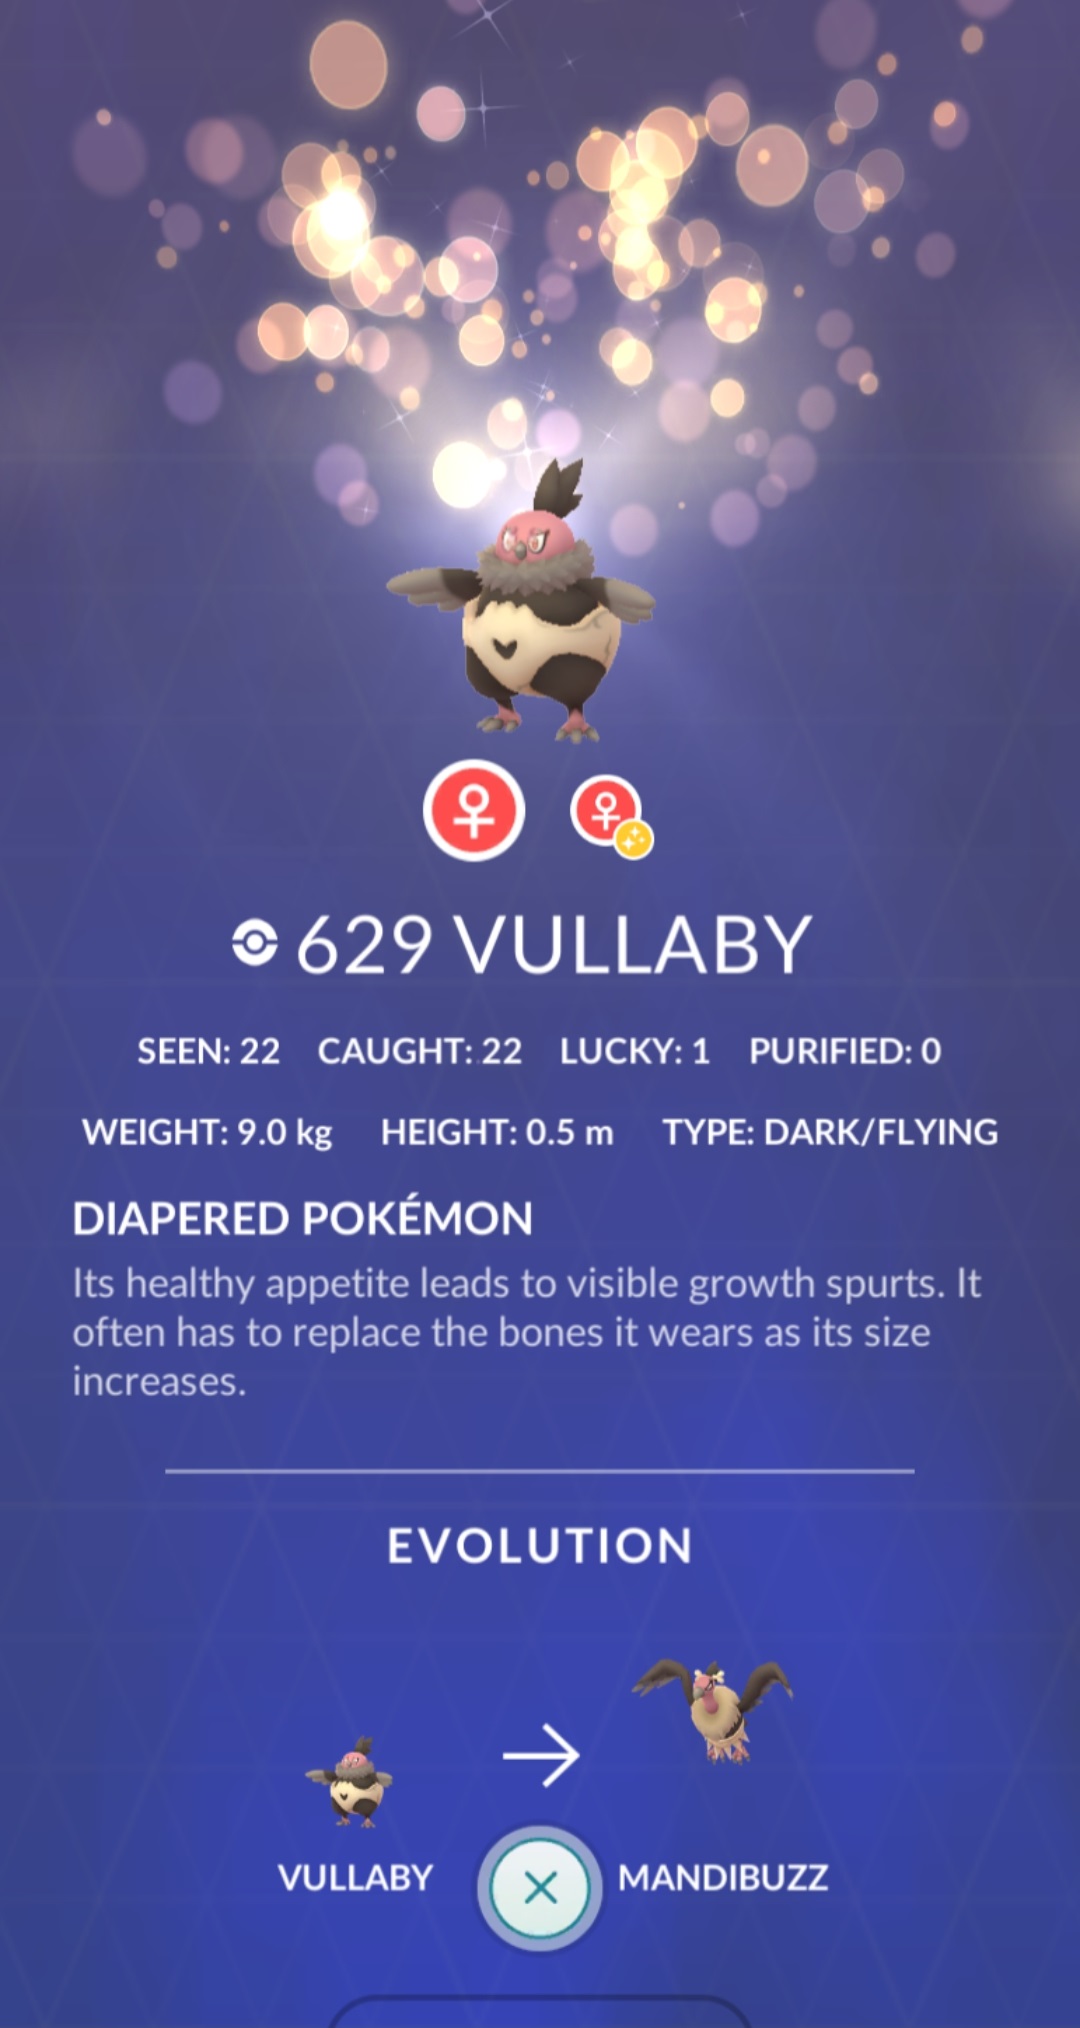 629 VULLABY
SEEN: 22 CAUGHT: 22 LUCKY: 1 PURIFIED: 0
WEIGHT: 9.0 kg HEIGHT: 0.5 m TYPE: DARK/FLYING
DIAPERED POKÉMON
Its healthy appetite leads to visible growth spurts. It
often has to replace the bones it wears as its size
increases.
EVOLUTION
VULLABY MANDIBUZZ